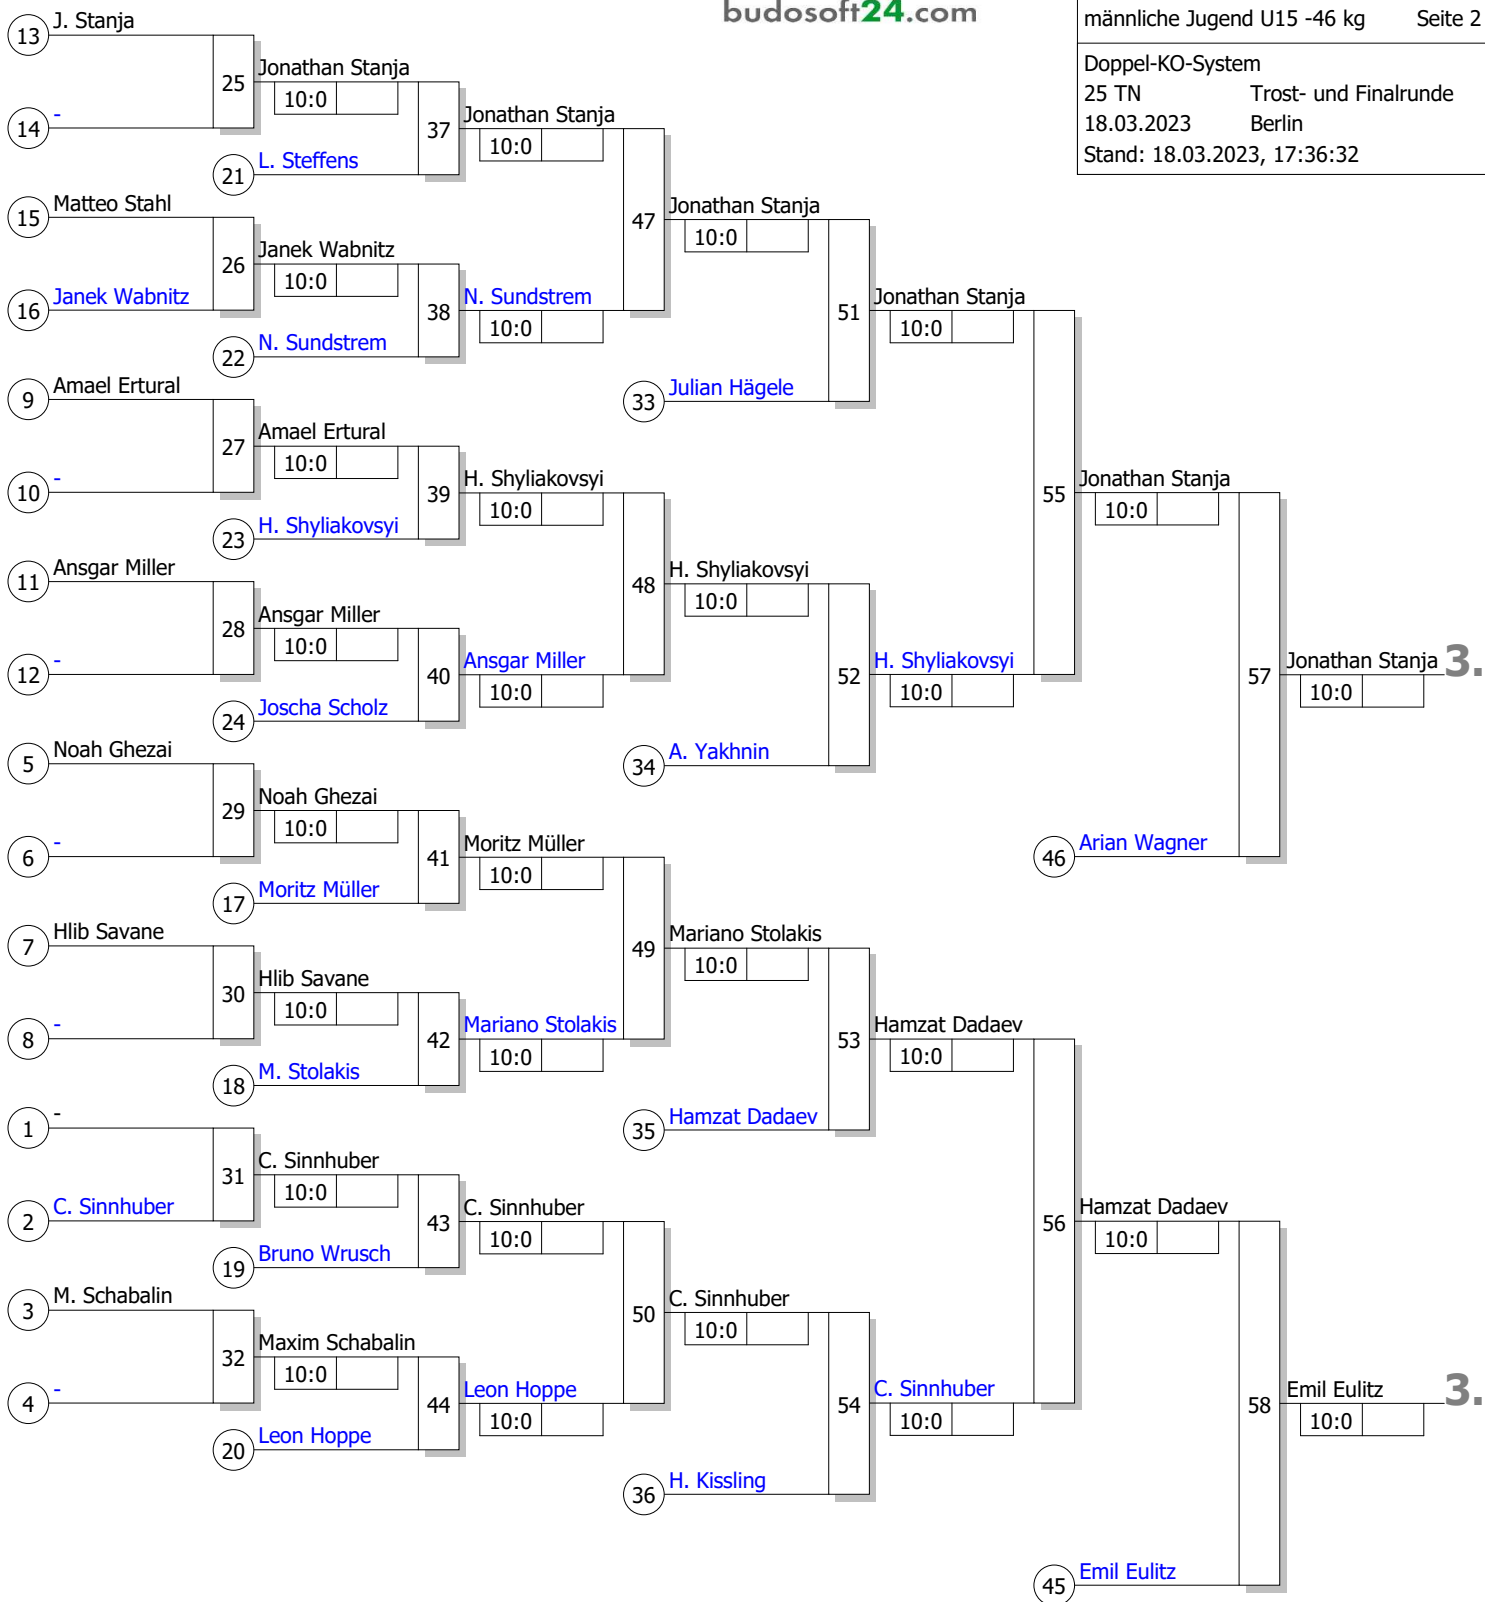 budosoft24.com
männliche Jugend U15 -46 kg Seite 2
Doppel-KO-System
25 TN Trost- und Finalrunde
18.03.2023 Berlin
Stand: 18.03.2023, 17:36:32
13 J. Stanja
25
14 -
Jonathan Stanja
10:0
37
21 L. Steffens
Jonathan Stanja
10:0
15 Matteo Stahl
26
16 Janek Wabnitz
Janek Wabnitz
10:0
38
22 N. Sundstrem
N. Sundstrem
10:0
47
Jonathan Stanja
10:0
51
33 Julian Hägele
Jonathan Stanja
10:0
9 Amael Ertural
27
10 -
Amael Ertural
10:0
39
23 H. Shyliakovsyi
H. Shyliakovsyi
10:0
11 Ansgar Miller
28
12 -
Ansgar Miller
10:0
40
24 Joscha Scholz
Ansgar Miller
10:0
48
H. Shyliakovsyi
10:0
52
34 A. Yakhnin
H. Shyliakovsyi
10:0
55
Jonathan Stanja
10:0
57
46 Arian Wagner
Jonathan Stanja 3.
10:0
5 Noah Ghezai
29
6 -
Noah Ghezai
10:0
41
17 Moritz Müller
Moritz Müller
10:0
7 Hlib Savane
30
8 -
Hlib Savane
10:0
42
18 M. Stolakis
Mariano Stolakis
10:0
49
Mariano Stolakis
10:0
53
35 Hamzat Dadaev
Hamzat Dadaev
10:0
1 -
31
2 C. Sinnhuber
C. Sinnhuber
10:0
43
19 Bruno Wrusch
C. Sinnhuber
10:0
3 M. Schabalin
32
4 -
Maxim Schabalin
10:0
44
20 Leon Hoppe
Leon Hoppe
10:0
50
C. Sinnhuber
10:0
54
36 H. Kissling
C. Sinnhuber
10:0
56
Hamzat Dadaev
10:0
58
45 Emil Eulitz
Emil Eulitz 3.
10:0